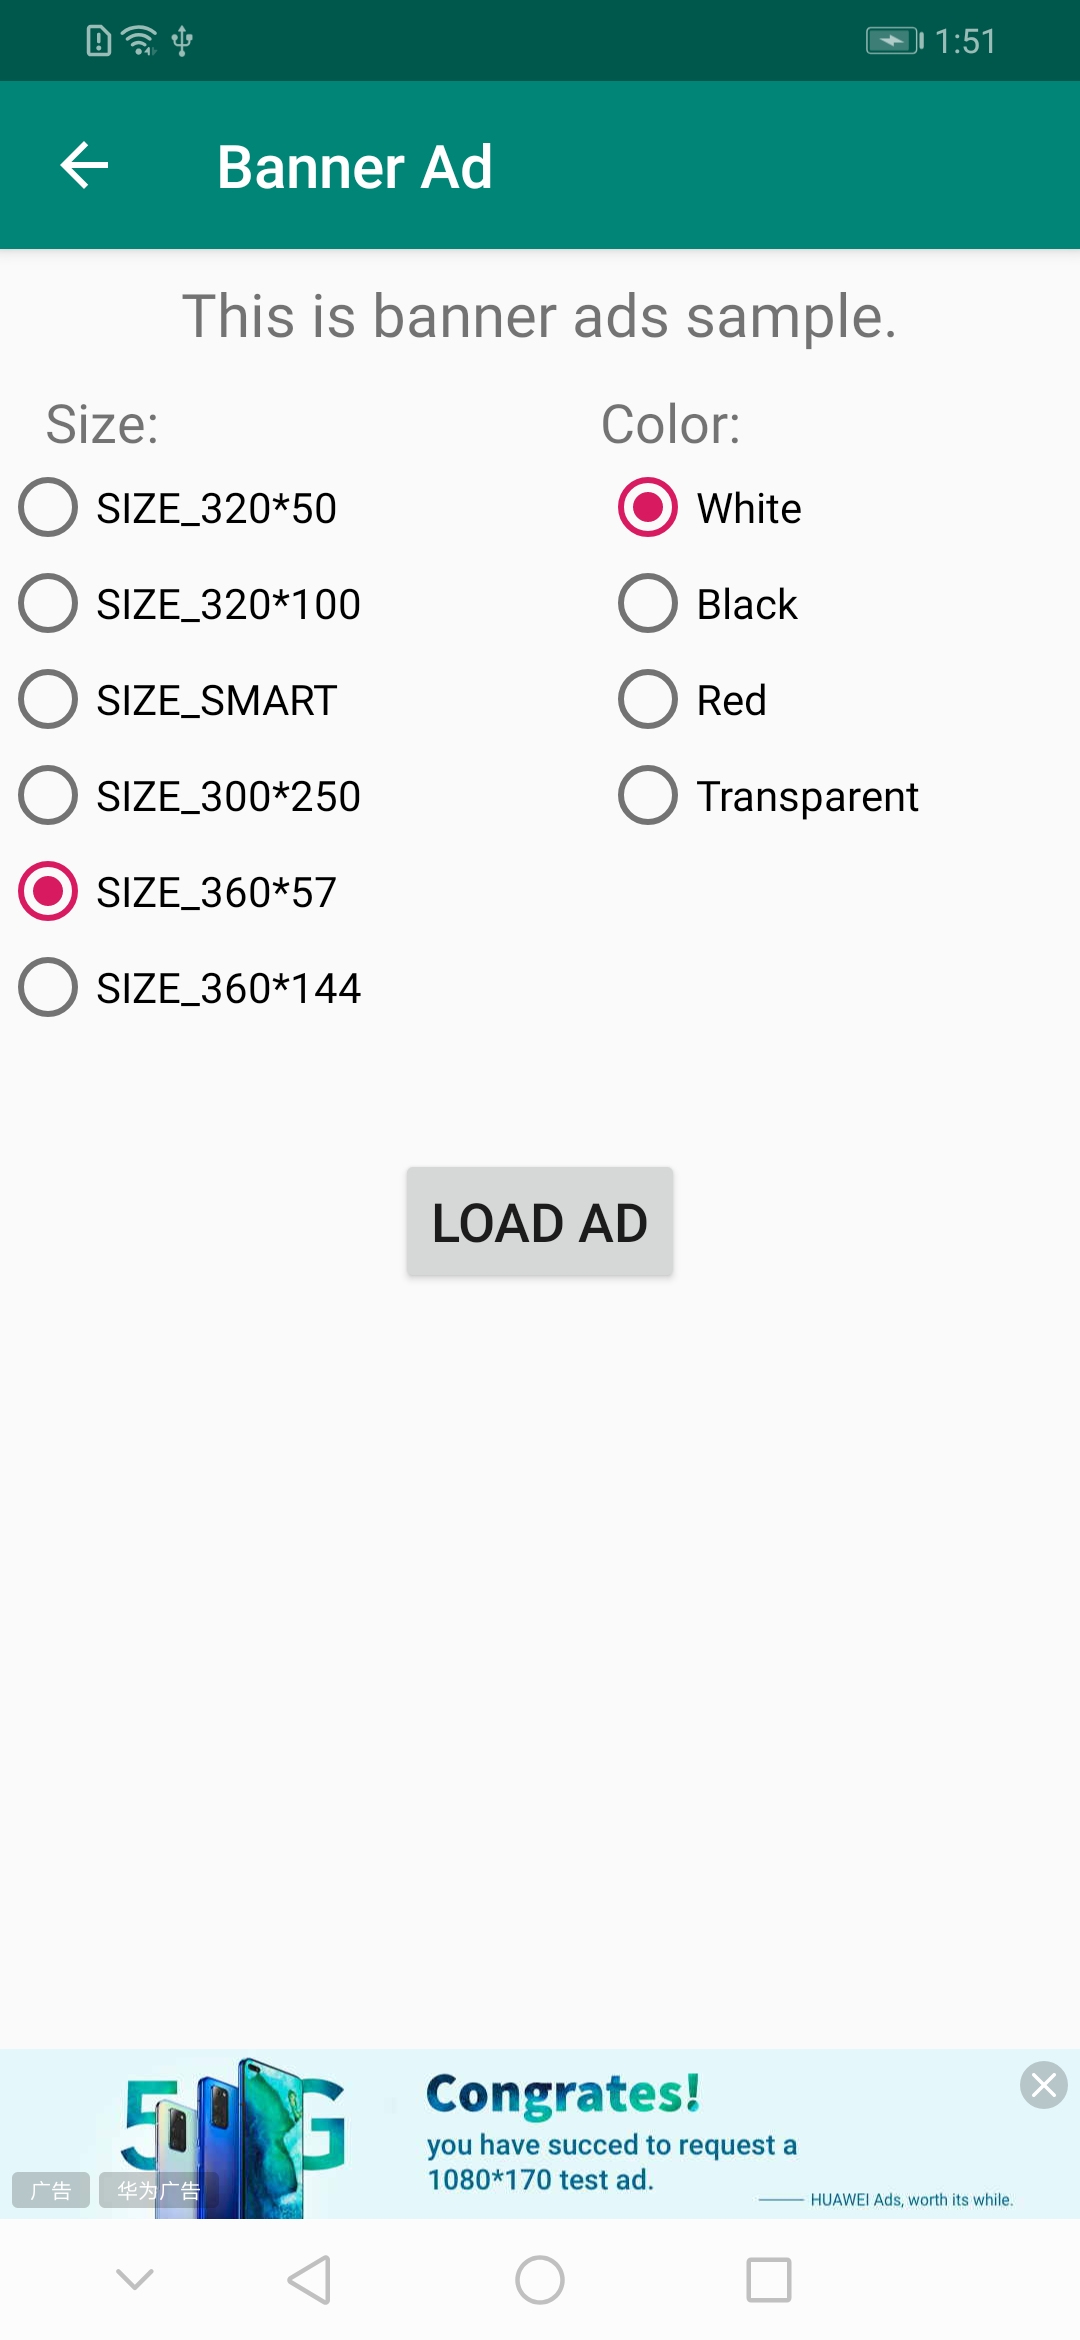 1:51
Banner Ad
This is banner ads sample.
Size:
Color:
SIZE_320*50
White
SIZE_320*100
Black
SIZE_SMART
Red
SIZE_300*250
Transparent
SIZE_360*57
SIZE_360*144
LOAD AD
5G
Congrates!
you have succed to request a
1080*170 test ad.
HUAWEI Ads, worth its while.
广告
华为广告